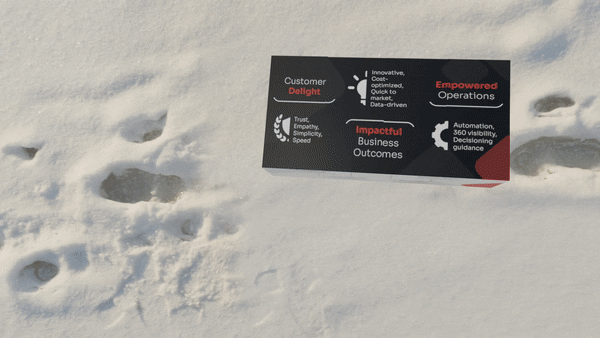 Customer
Delight
Trust,
Empathy,
Simplicity,
Speed
Innovative,
Cost-
optimized,
Quick to
market,
Data-driven
Impactful
Business
Outcomes
Empowered
Operations
Automation,
360 visibility,
Decisioning
guidance